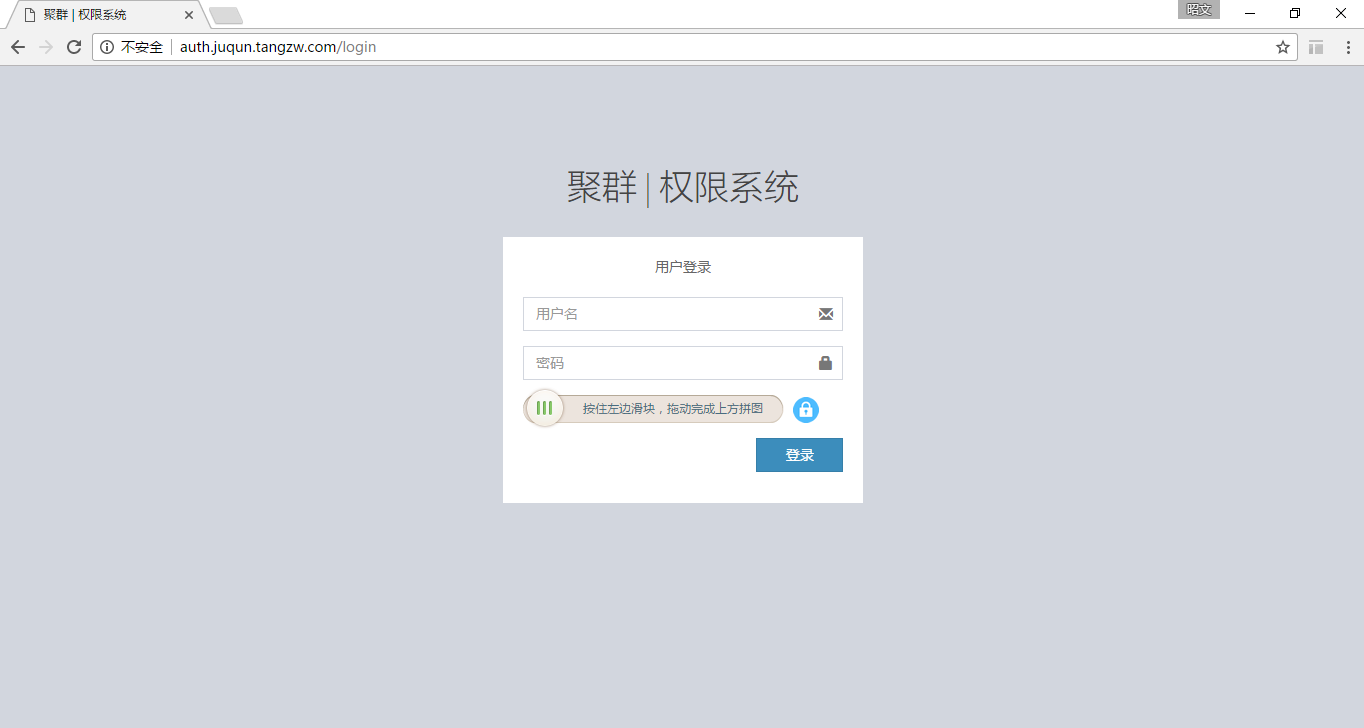 聚群 | 权限系统
昭文
不安全 auth.juqun.tangzw.com/login
聚群 | 权限系统
用户登录
用户名
密码
按住左边滑块，拖动完成上方拼图
登录